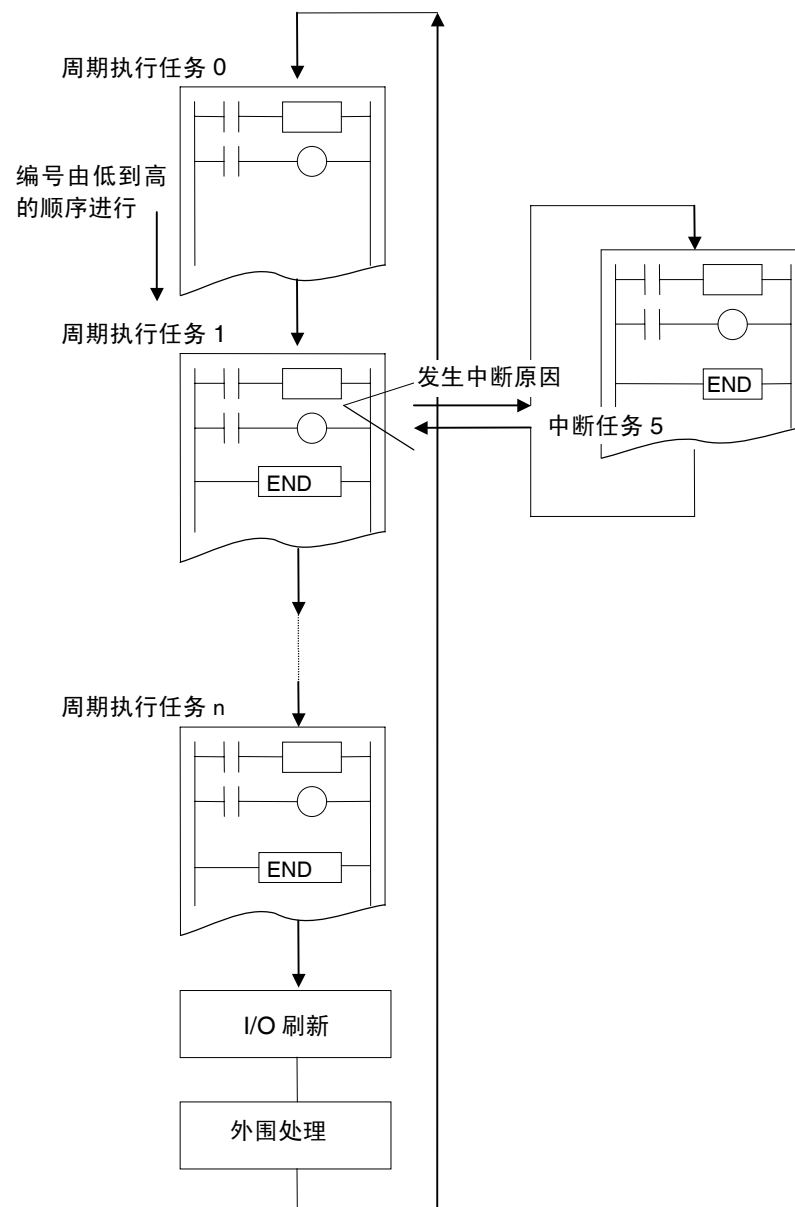 周期执行任务 0
编号由低到高
的顺序进行
周期执行任务 1
发生中断原因
END
中断任务 5
END
周期执行任务 n
END
I/O 刷新
外围处理